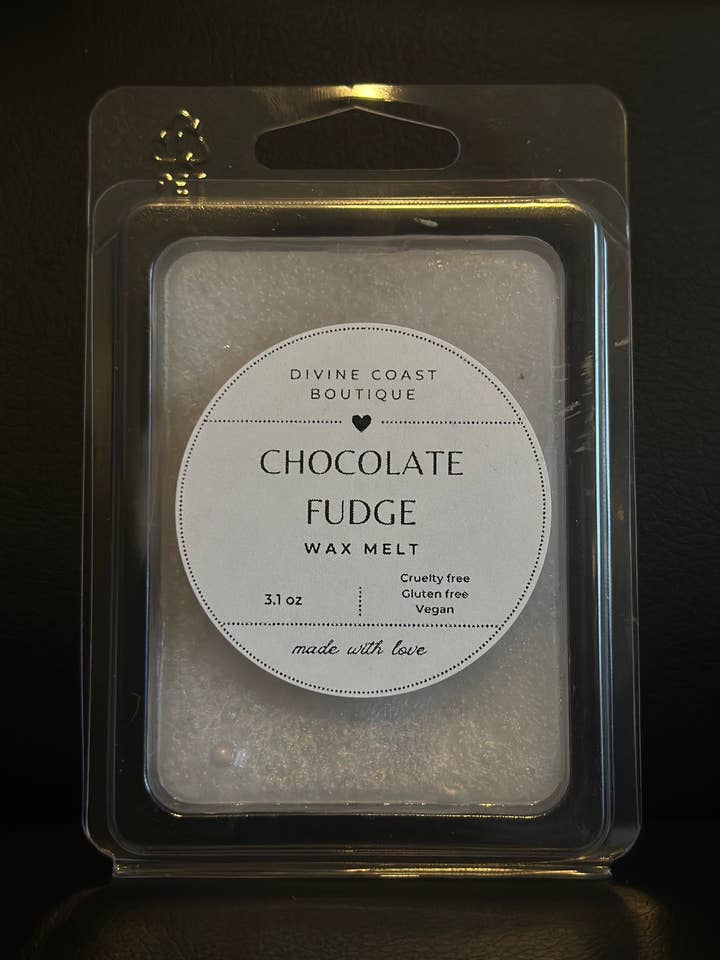 DIVINE COAST
BOUTIQUE
CHOCOLATE
FUDGE
WAX MELT
3.1 oz
Cruelty free
Gluten free
Vegan
made with love